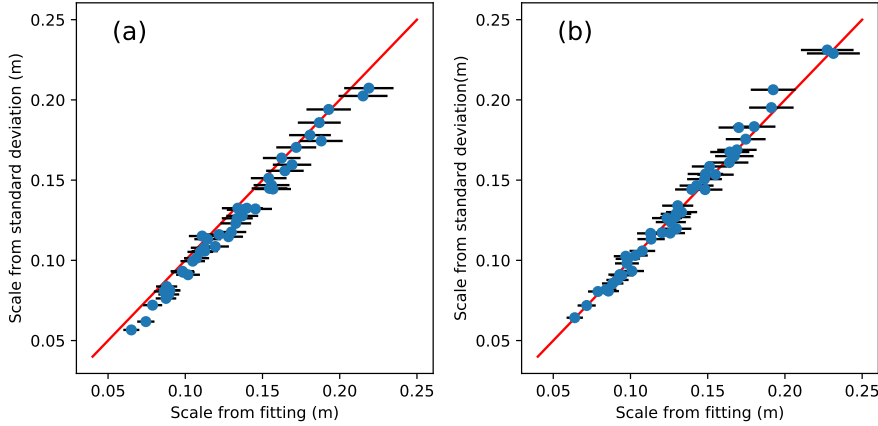 (a)
Scale from standard deviation (m)
0.25
0.20
0.15
0.10
0.05
0.05 0.10 0.15 0.20 0.25
Scale from fitting (m)
(b)
Scale from standard deviation(m)
0.25
0.20
0.15
0.10
0.05
0.05 0.10 0.15 0.20 0.25
Scale from fitting (m)